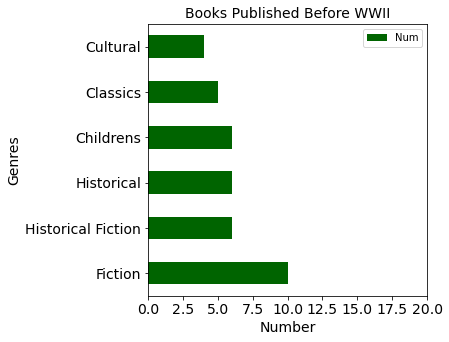 Books Published Before WWII
Num
Cultural
Classics
Childrens
Historical
Historical Fiction
Fiction
Genres
0.0 2.5 5.0 7.5 10.0 12.5 15.0 17.5 20.0
Number